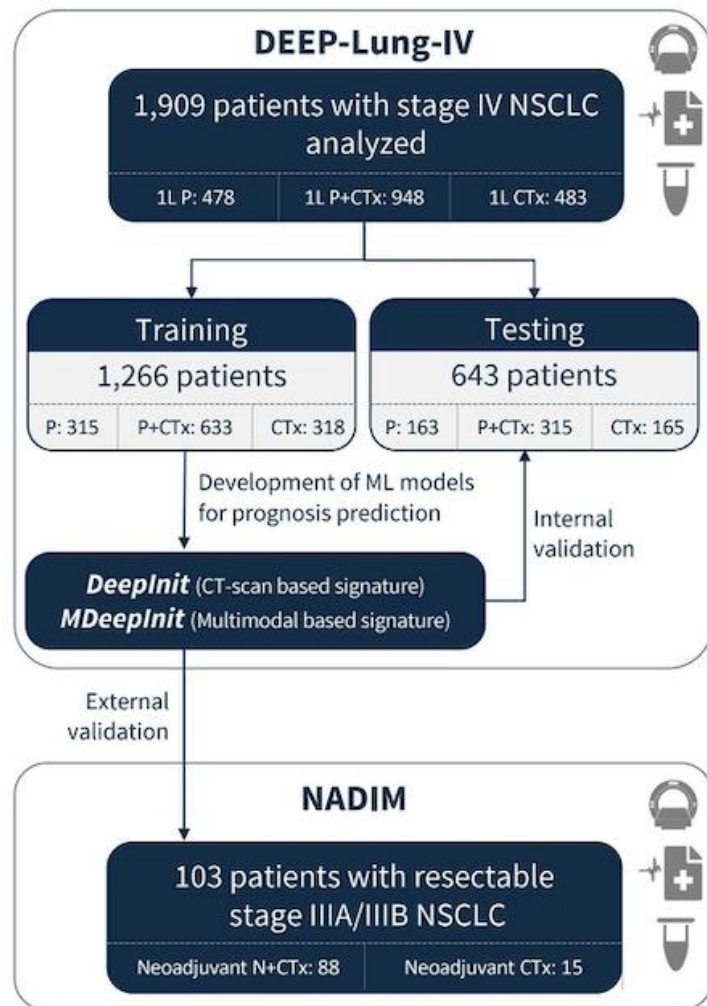 DEEP-Lung-IV
1,909 patients with stage IV NSCLC
analyzed
1L P: 478 1L P+CTx: 948 1L CTx: 483
Training
1,266 patients
P: 315 P+CTx: 633 CTx: 318
Testing
643 patients
P: 163 P+CTx: 315 CTx: 165
Development of ML models
for prognosis prediction
Internal
validation
DeepInit (CT-scan based signature)
MDeepInit (Multimodal based signature)
External
validation
NADIM
103 patients with resectable
stage IIIA/IIIB NSCLC
Neoadjuvant N+CTx: 88 Neoadjuvant CTx: 15